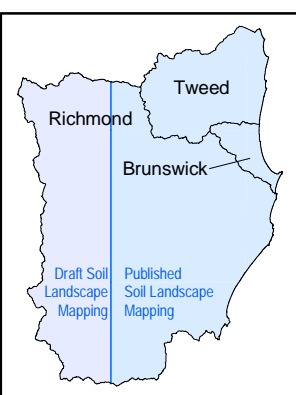 Tweed
Richmond
Brunswick
Draft Soil
Landscape
Mapping
Published
Soil Landscape
Mapping